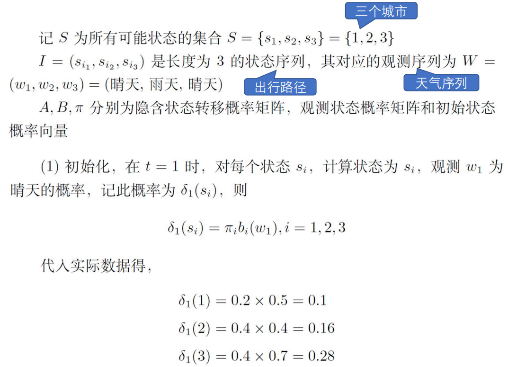 三个城市
记 S 为所有可能状态的集合 S = {s₁, s₂, s₃} = {1, 2, 3}
I = (sᵢ₁, sᵢ₂, sᵢ₃) 是长度为 3 的状态序列，其对应的观测序列为 W =
(w₁, w₂, w₃) = (晴天, 雨天, 晴天)
出行路径
天气序列
A, B, π 分别为隐含状态转移概率矩阵，观测状态概率矩阵和初始状态
概率向量
(1) 初始化，在 t = 1 时，对每个状态 sᵢ，计算状态为 sᵢ，观测 w₁ 为
晴天的概率，记此概率为 δ₁(sᵢ)，则
δ₁(sᵢ) = πᵢbᵢ(w₁), i = 1, 2, 3
代入实际数据得，
δ₁(1) = 0.2 × 0.5 = 0.1
δ₁(2) = 0.4 × 0.4 = 0.16
δ₁(3) = 0.4 × 0.7 = 0.28